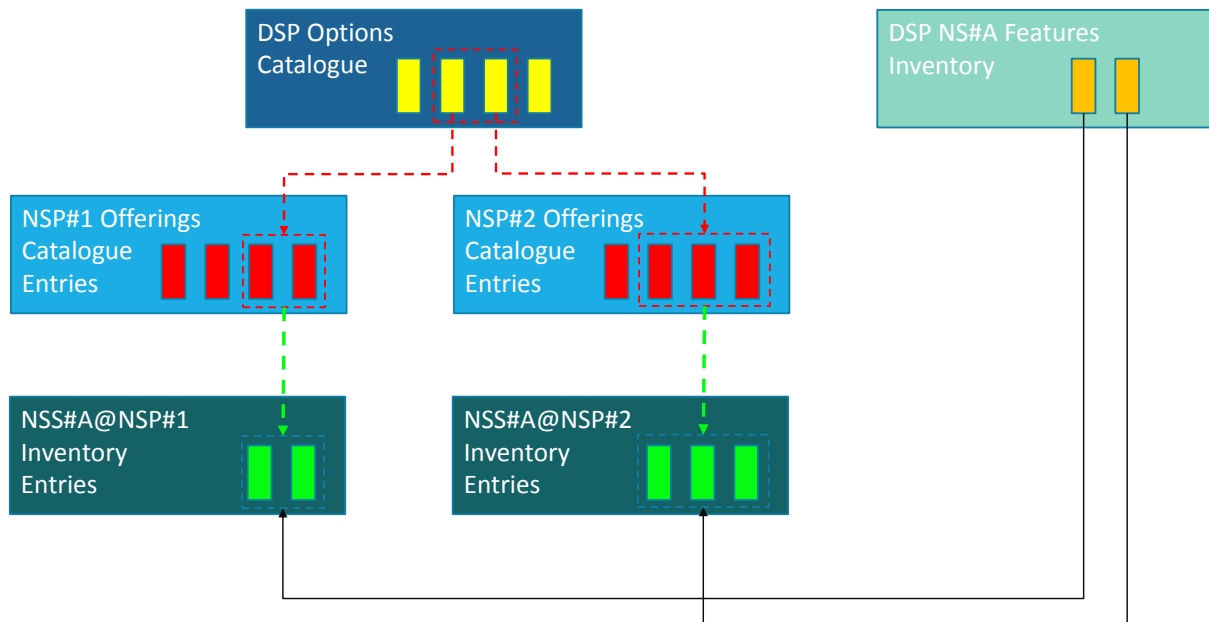 DSP Options
Catalogue
DSP NS#A Features
Inventory
NSP#1 Offerings
Catalogue
Entries
NSP#2 Offerings
Catalogue
Entries
NSS#A@NSP#1
Inventory
Entries
NSS#A@NSP#2
Inventory
Entries